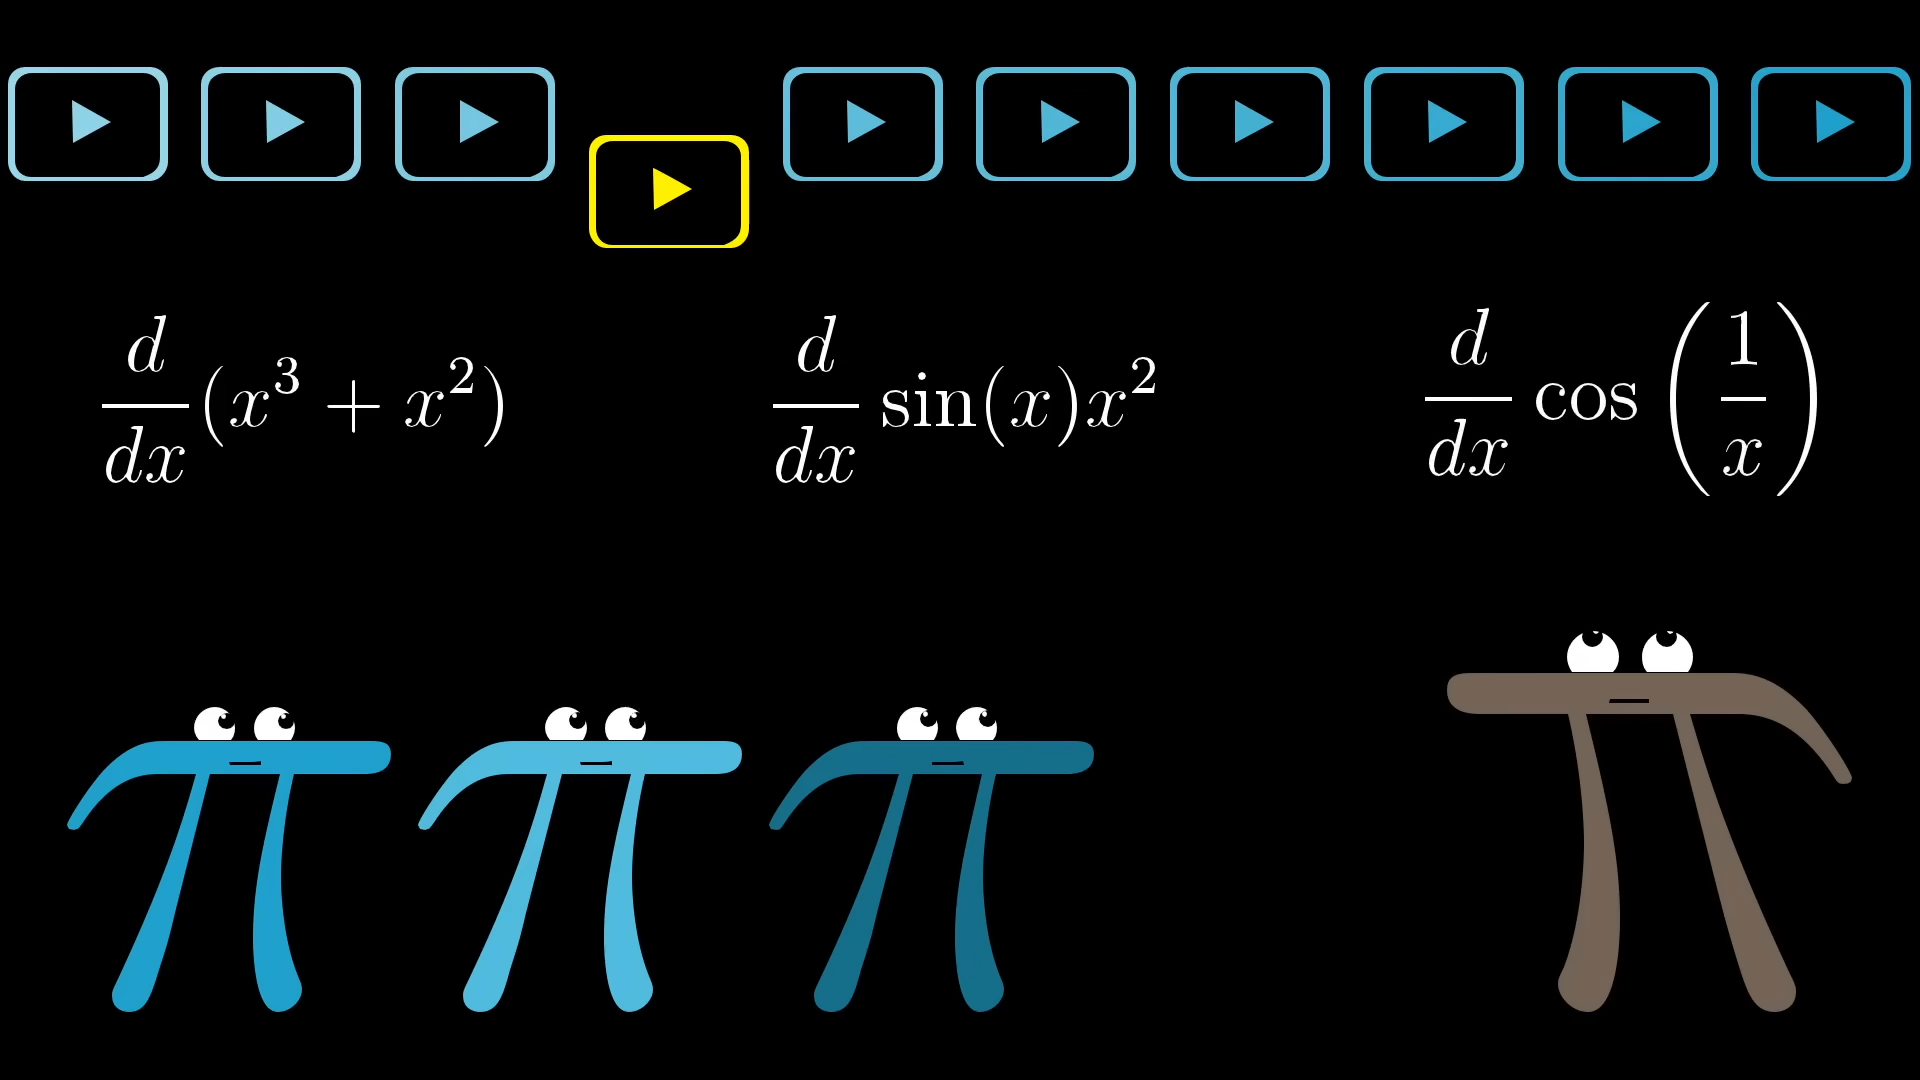 d/dx (x³ + x²)
d/dx sin(x)x²
d/dx cos(1/x)